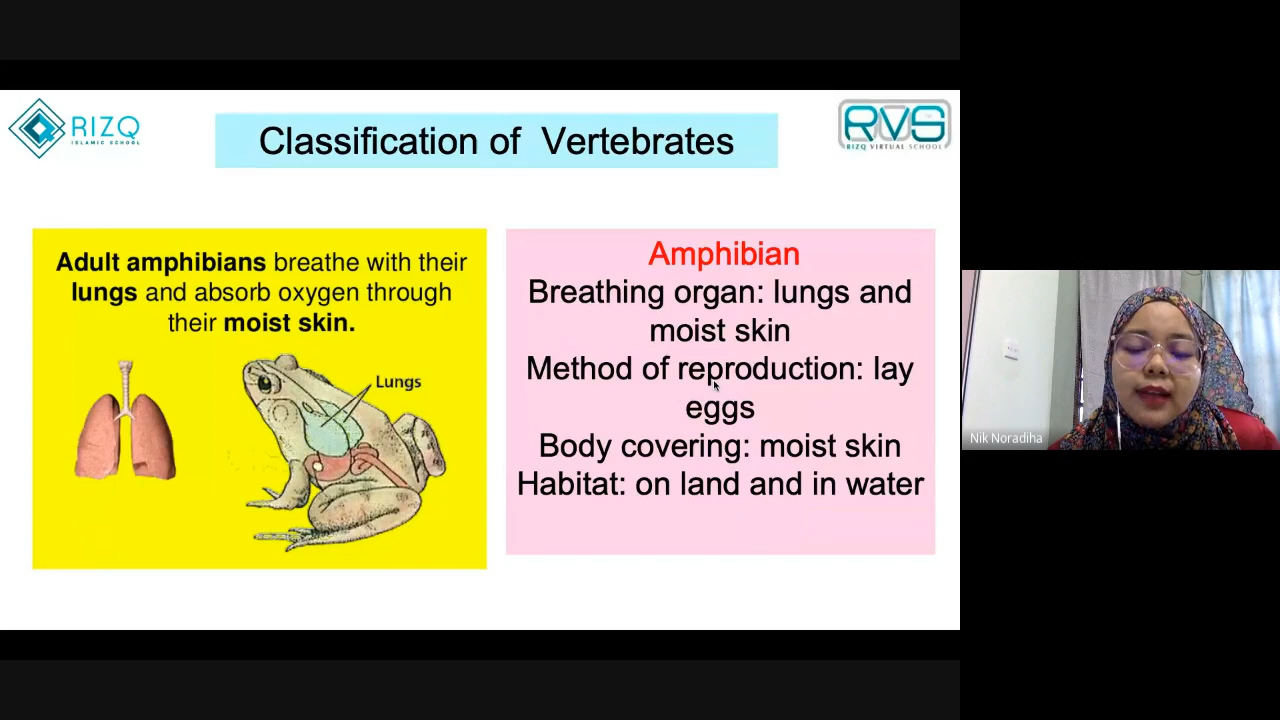 RIZQ
ISLAMIC SCHOOL
Classification of Vertebrates
RVS
RIZQ VIRTUAL SCHOOL
Adult amphibians breathe with their
lungs and absorb oxygen through
their moist skin.
Lungs
Amphibian
Breathing organ: lungs and
moist skin
Method of reproduction: lay
eggs
Body covering: moist skin
Habitat: on land and in water
Nik Noradiha